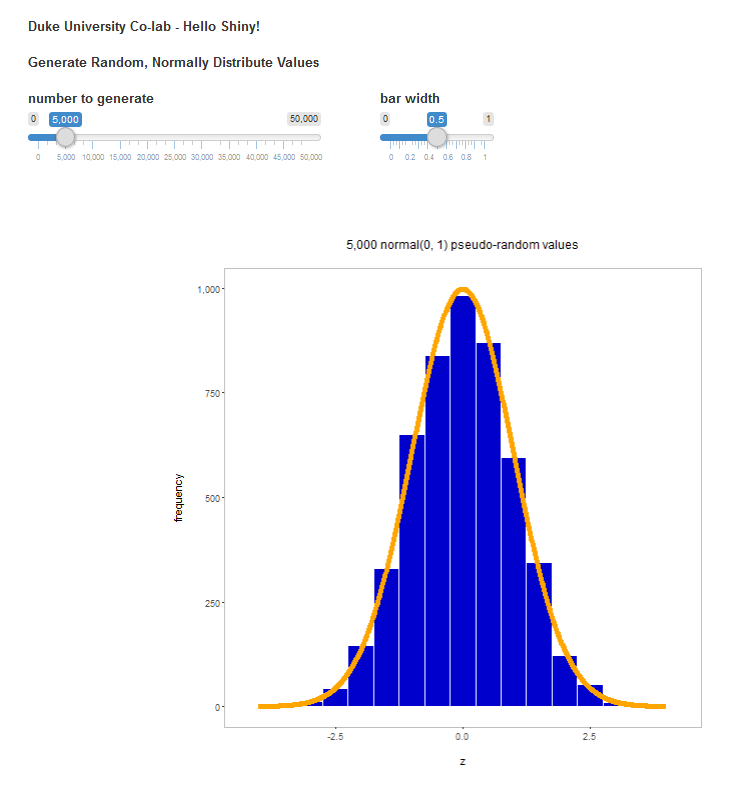 Duke University Co-lab - Hello Shiny!
Generate Random, Normally Distribute Values
number to generate
0 5,000 50,000
0 5,000 10,000 15,000 20,000 25,000 30,000 35,000 40,000 45,000 50,000
bar width
0 0.5 1
0 0.2 0.4 0.6 0.8 1
5,000 normal(0, 1) pseudo-random values
1,000
750
500
250
0
frequency
-2.5 0.0 2.5
z